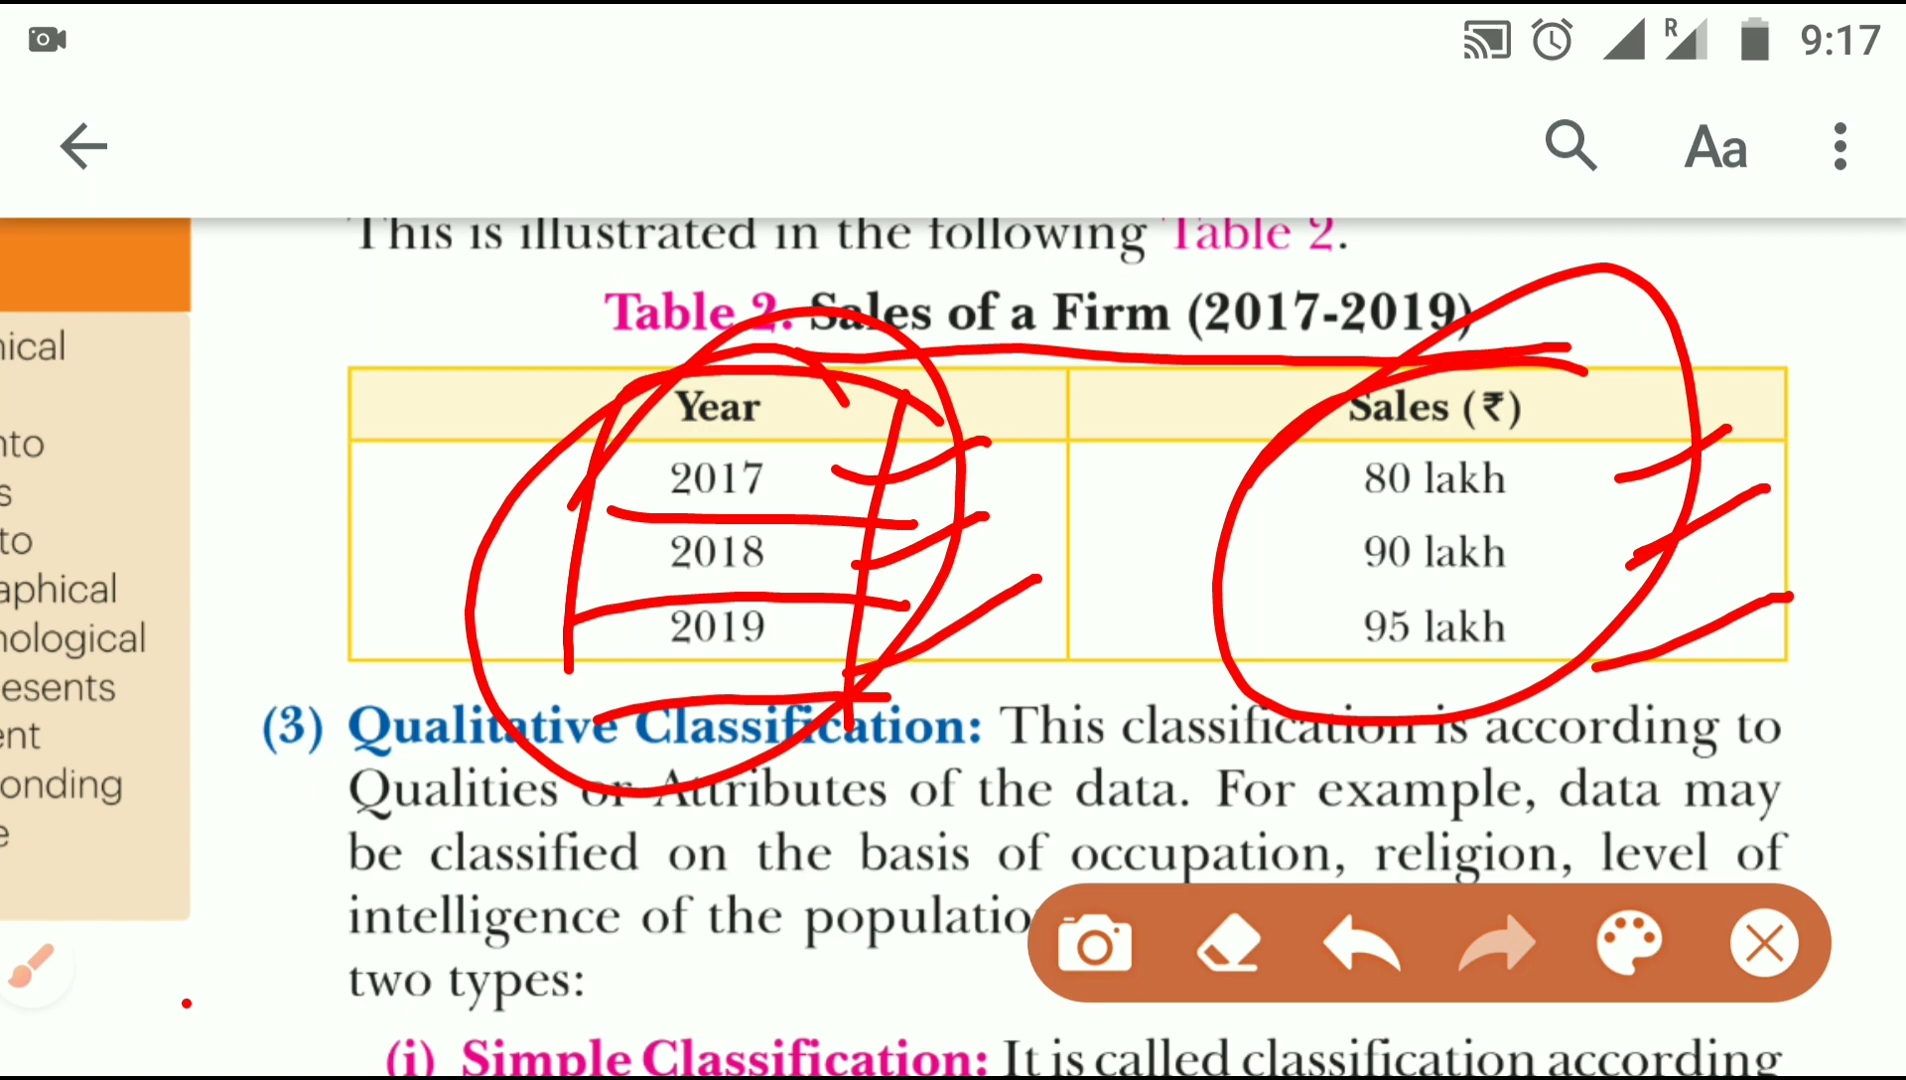 9:17
R
Aa
This is illustrated in the following Table 2.
Table 2. Sales of a Firm (2017-2019)
Year Sales (₹)
2017 80 lakh
2018 90 lakh
2019 95 lakh
(3) Qualitative Classification: This classification is according to
Qualities or Attributes of the data. For example, data may
be classified on the basis of occupation, religion, level of
intelligence of the populatio
two types:
(i) Simple Classification: It is called classification according
nical
nto
s
to
aphical
nological
esents
ent
onding
e